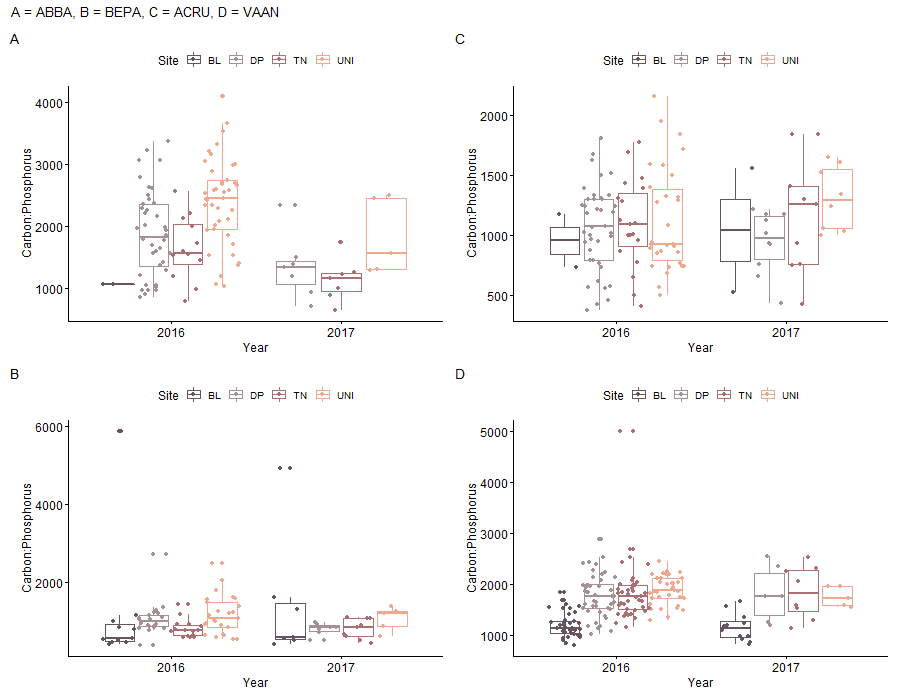 A = ABBA, B = BEPA, C = ACRU, D = VAAN
A
Site BL DP TN UNI
4000
3000
2000
1000
Carbon:Phosphorus
2016 2017
Year
C
Site BL DP TN UNI
2000
1500
1000
500
Carbon:Phosphorus
2016 2017
Year
B
Site BL DP TN UNI
6000
4000
2000
Carbon:Phosphorus
2016 2017
Year
D
Site BL DP TN UNI
5000
4000
3000
2000
1000
Carbon:Phosphorus
2016 2017
Year